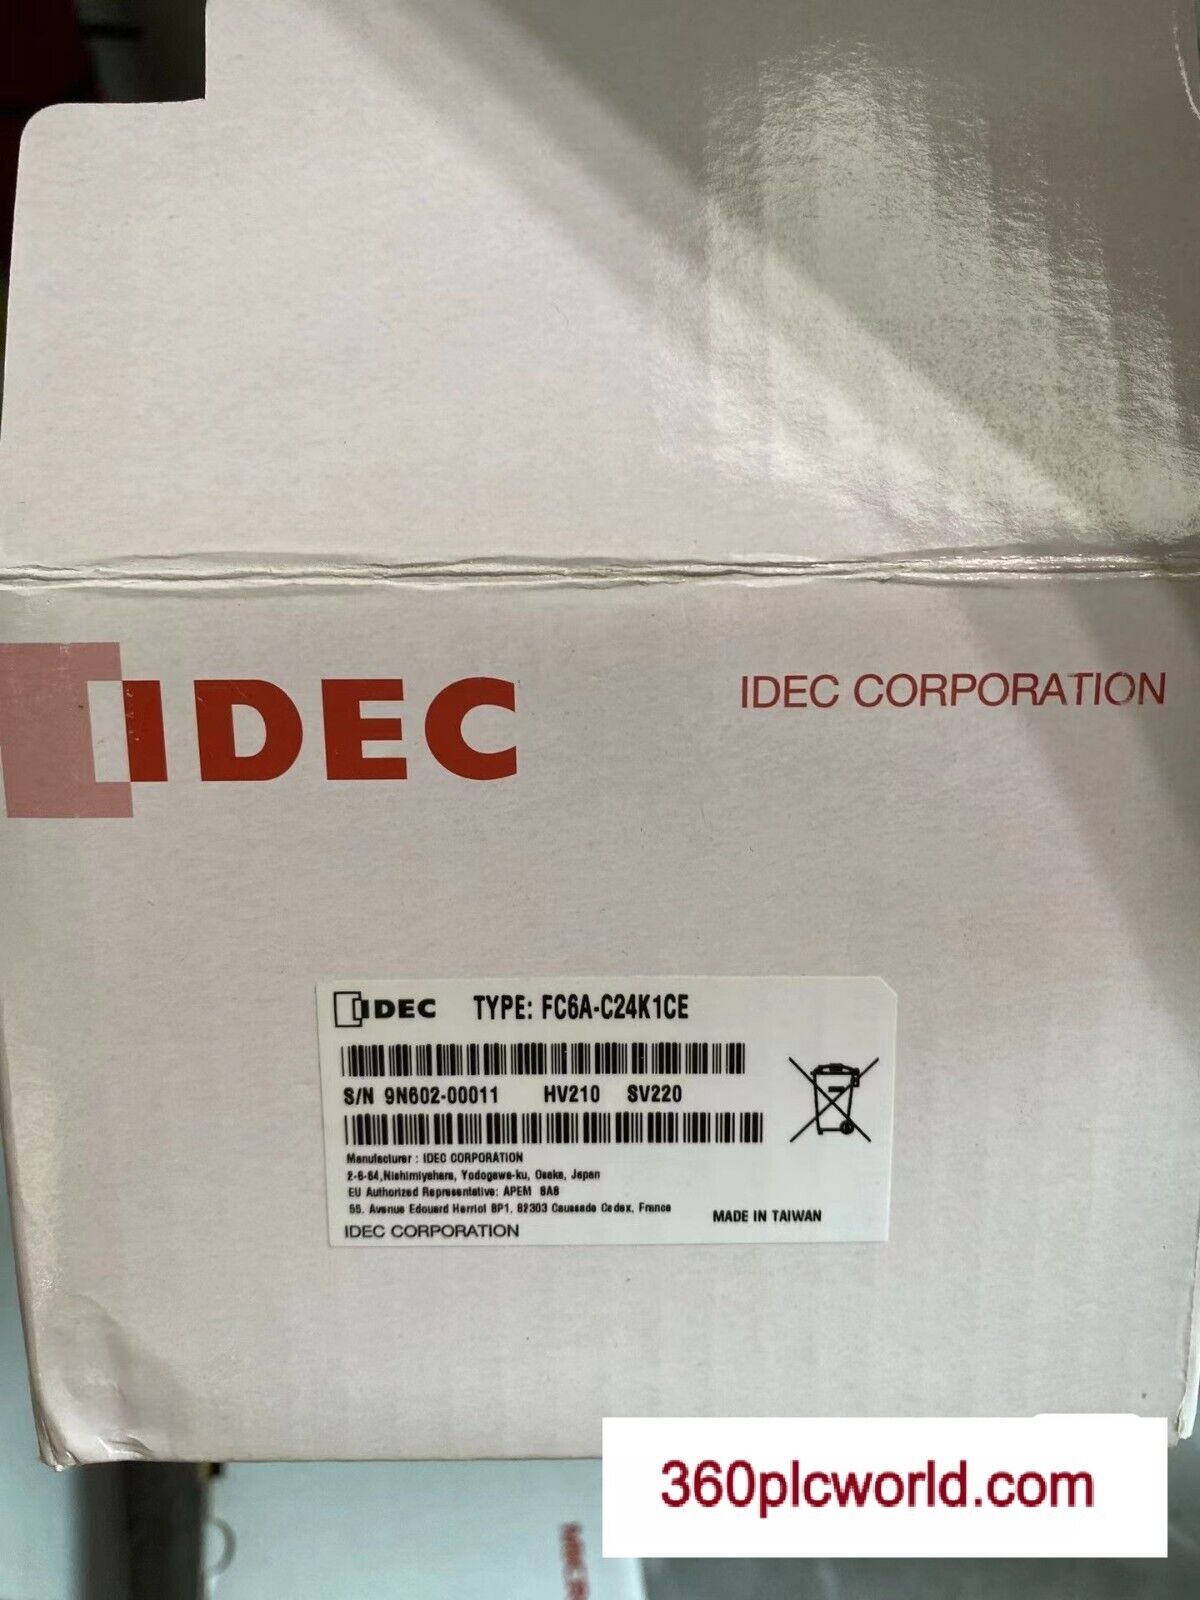 IDEC
IDEC CORPORATION
IDEC TYPE: FC6A-C24K1CE
S/N 9N602-00011 HV210 SV220
Manufacturer : IDEC CORPORATION
2-6-64,Nishimiyahara, Yodogawa-ku, Osaka, Japan
EU Authorized Representative: APEM SAS
55, Avenue Edouard Herriot BP1, 82303 Caussade Cedex, France
IDEC CORPORATION
MADE IN TAIWAN
360plcworld.com